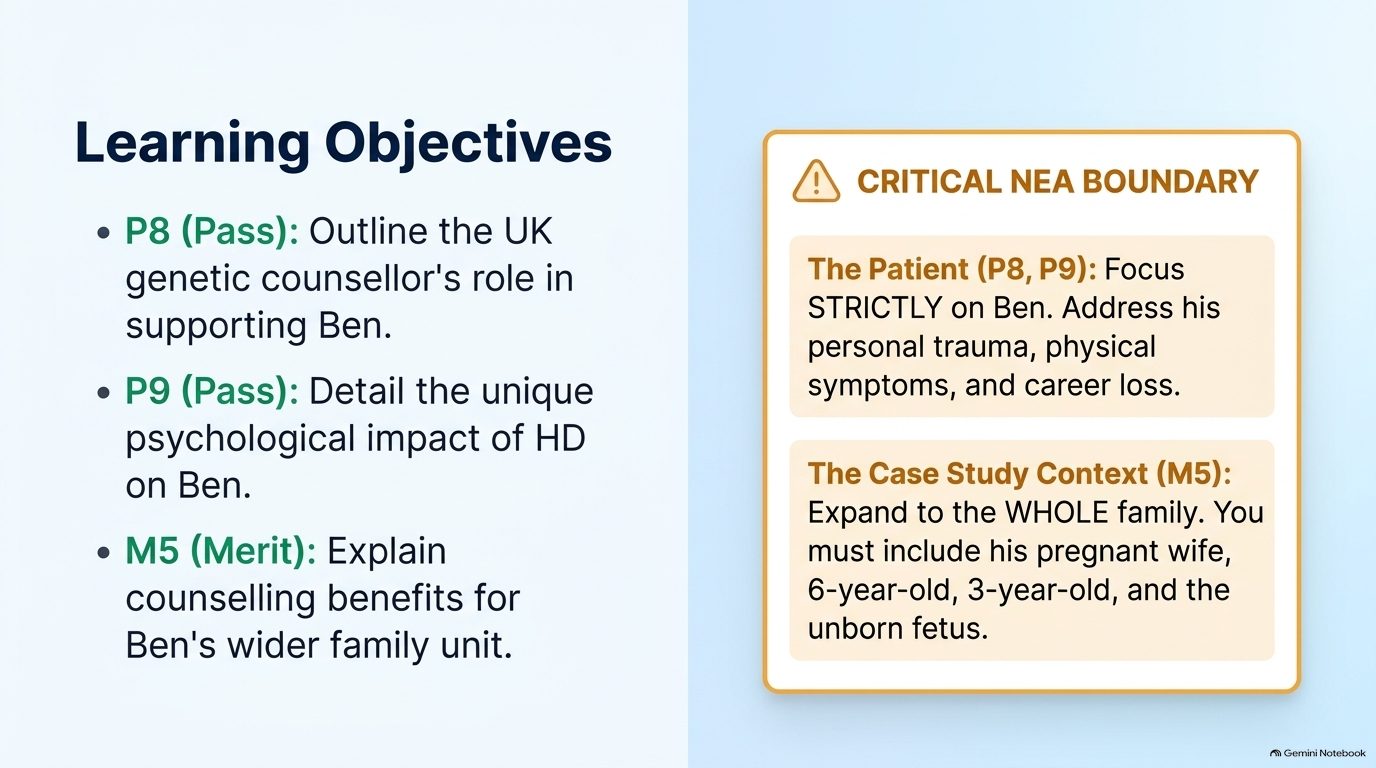 Learning Objectives
• P8 (Pass): Outline the UK
genetic counsellor's role in
supporting Ben.
• P9 (Pass): Detail the unique
psychological impact of HD
on Ben.
• M5 (Merit): Explain
counselling benefits for
Ben's wider family unit.
CRITICAL NEA BOUNDARY
The Patient (P8, P9): Focus
STRICTLY on Ben. Address his
personal trauma, physical
symptoms, and career loss.
The Case Study Context (M5):
Expand to the WHOLE family. You
must include his pregnant wife,
6-year-old, 3-year-old, and the
unborn fetus.
Gemini Notebook